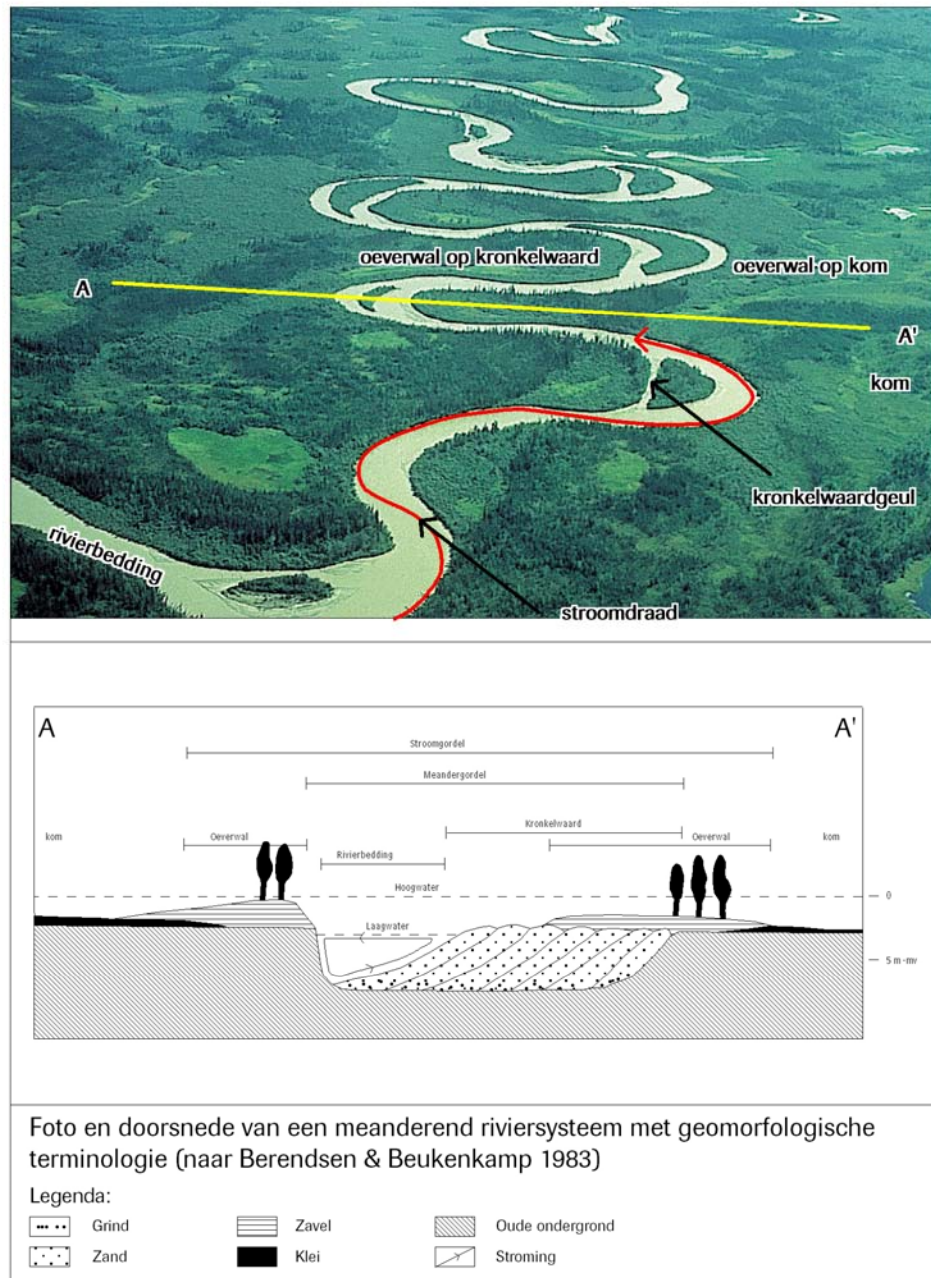 oeverwal op kronkelwaard
oeverwal op kom
A
A'
kom
kronkelwaardgeul
rivierbedding
stroomdraad
A
A'
Stroomgordel
Meandergordel
Kronkelwaard
kom
Oeverwal
Oeverwal
kom
Rivierbedding
Hoogwater
0
Laagwater
5 m -mv
Foto en doorsnede van een meanderend riviersysteem met geomorfologische
terminologie (naar Berendsen & Beukenkamp 1983)
Legenda:
Grind
Zavel
Oude ondergrond
Zand
Klei
Stroming